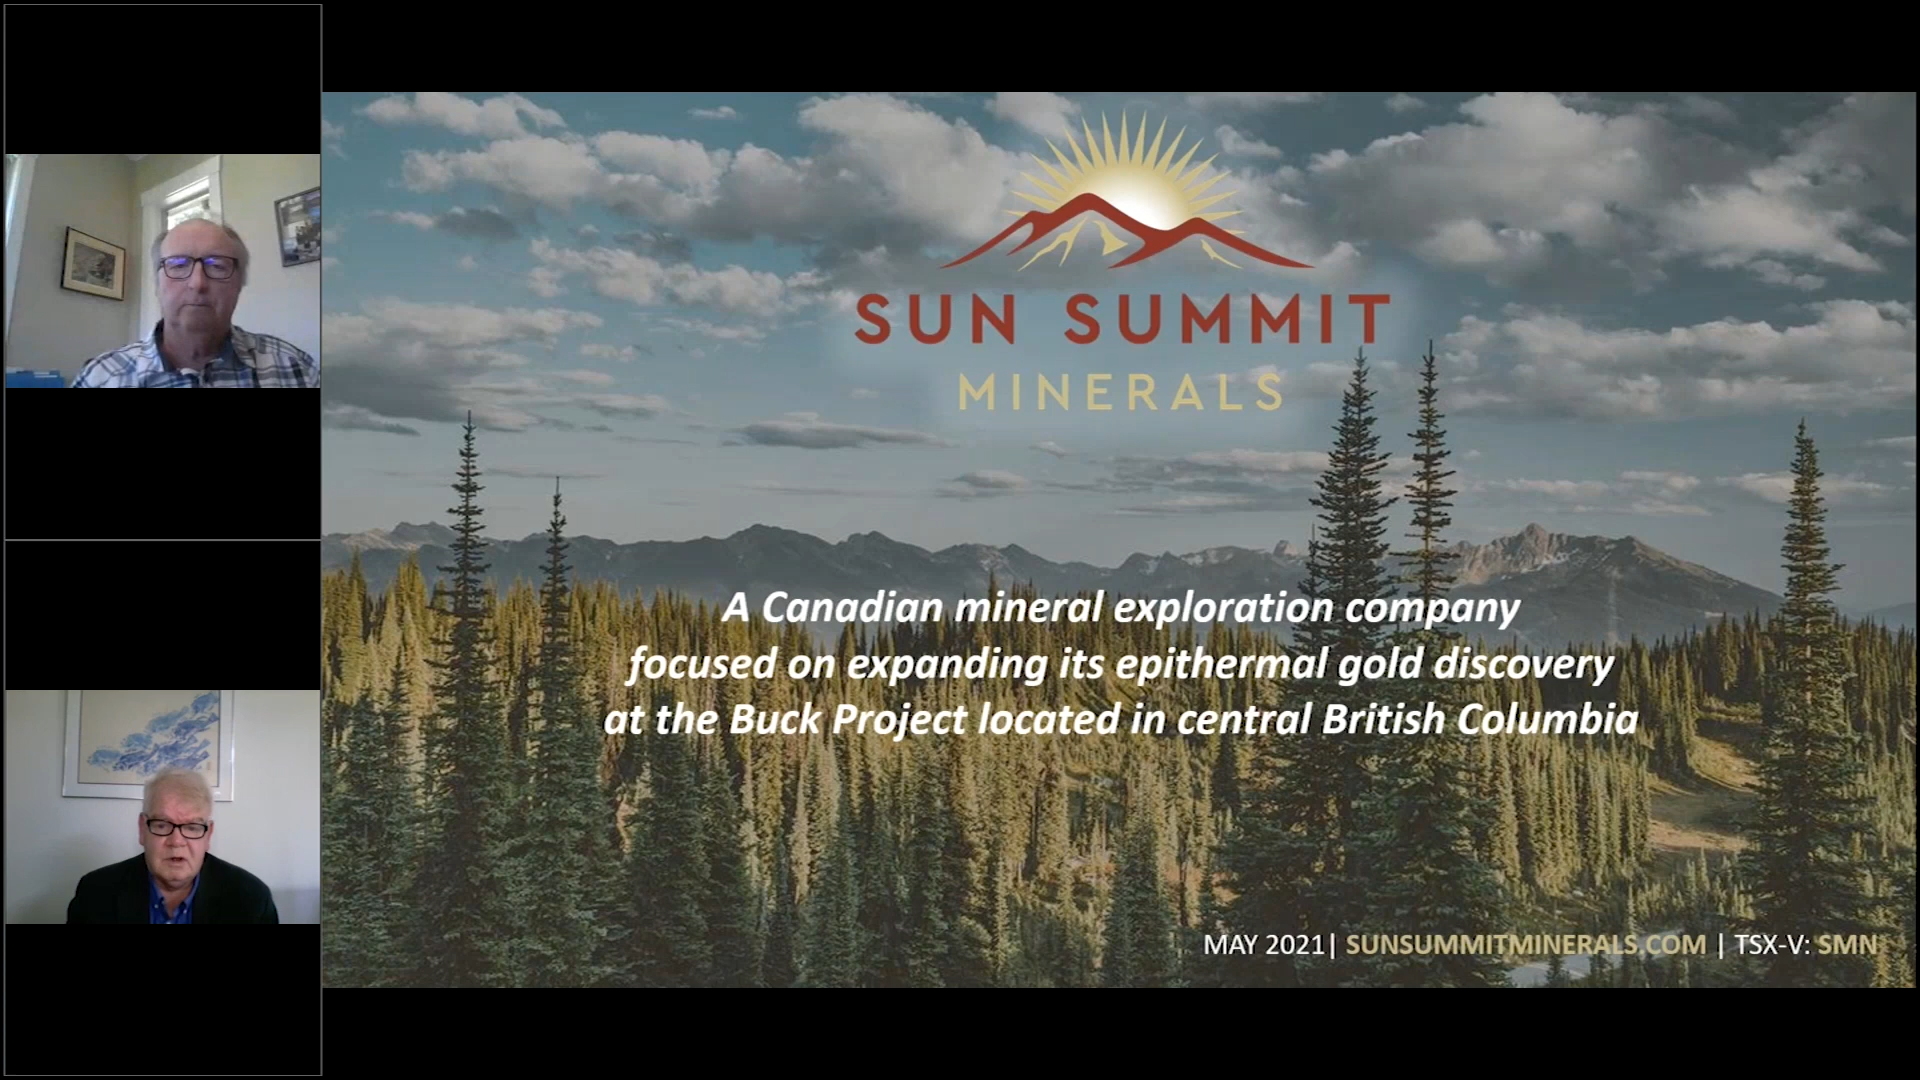 SUN SUMMIT
MINERALS
A Canadian mineral exploration company
focused on expanding its epithermal gold discovery
at the Buck Project located in central British Columbia
MAY 2021| SUNSUMMITMINERALS.COM | TSX-V: SMN